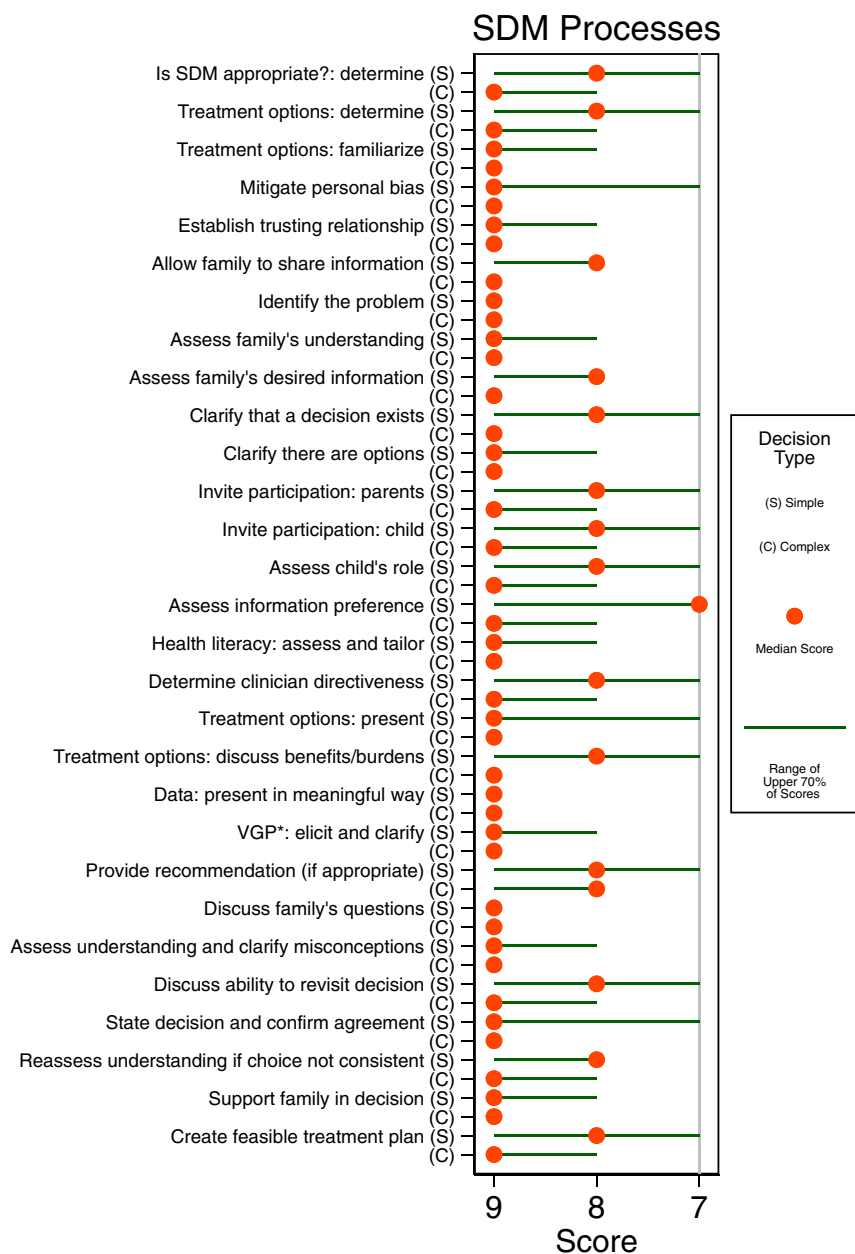 SDM Processes
Is SDM appropriate?: determine (S)
(C)
Treatment options: determine (S)
(C)
Treatment options: familiarize (S)
(C)
Mitigate personal bias (S)
(C)
Establish trusting relationship (S)
(C)
Allow family to share information (S)
(C)
Identify the problem (S)
(C)
Assess family's understanding (S)
(C)
Assess family's desired information (S)
(C)
Clarify that a decision exists (S)
(C)
Clarify there are options (S)
(C)
Invite participation: parents (S)
(C)
Invite participation: child (S)
(C)
Assess child's role (S)
(C)
Assess information preference (S)
(C)
Health literacy: assess and tailor (S)
(C)
Determine clinician directiveness (S)
(C)
Treatment options: present (S)
(C)
Treatment options: discuss benefits/burdens (S)
(C)
Data: present in meaningful way (S)
(C)
VGP*: elicit and clarify (S)
(C)
Provide recommendation (if appropriate) (S)
(C)
Discuss family's questions (S)
(C)
Assess understanding and clarify misconceptions (S)
(C)
Discuss ability to revisit decision (S)
(C)
State decision and confirm agreement (S)
(C)
Reassess understanding if choice not consistent (S)
(C)
Support family in decision (S)
(C)
Create feasible treatment plan (S)
(C)
9 8 7
Score
Decision
Type
(S) Simple
(C) Complex
Median Score
Range of
Upper 70%
of Scores